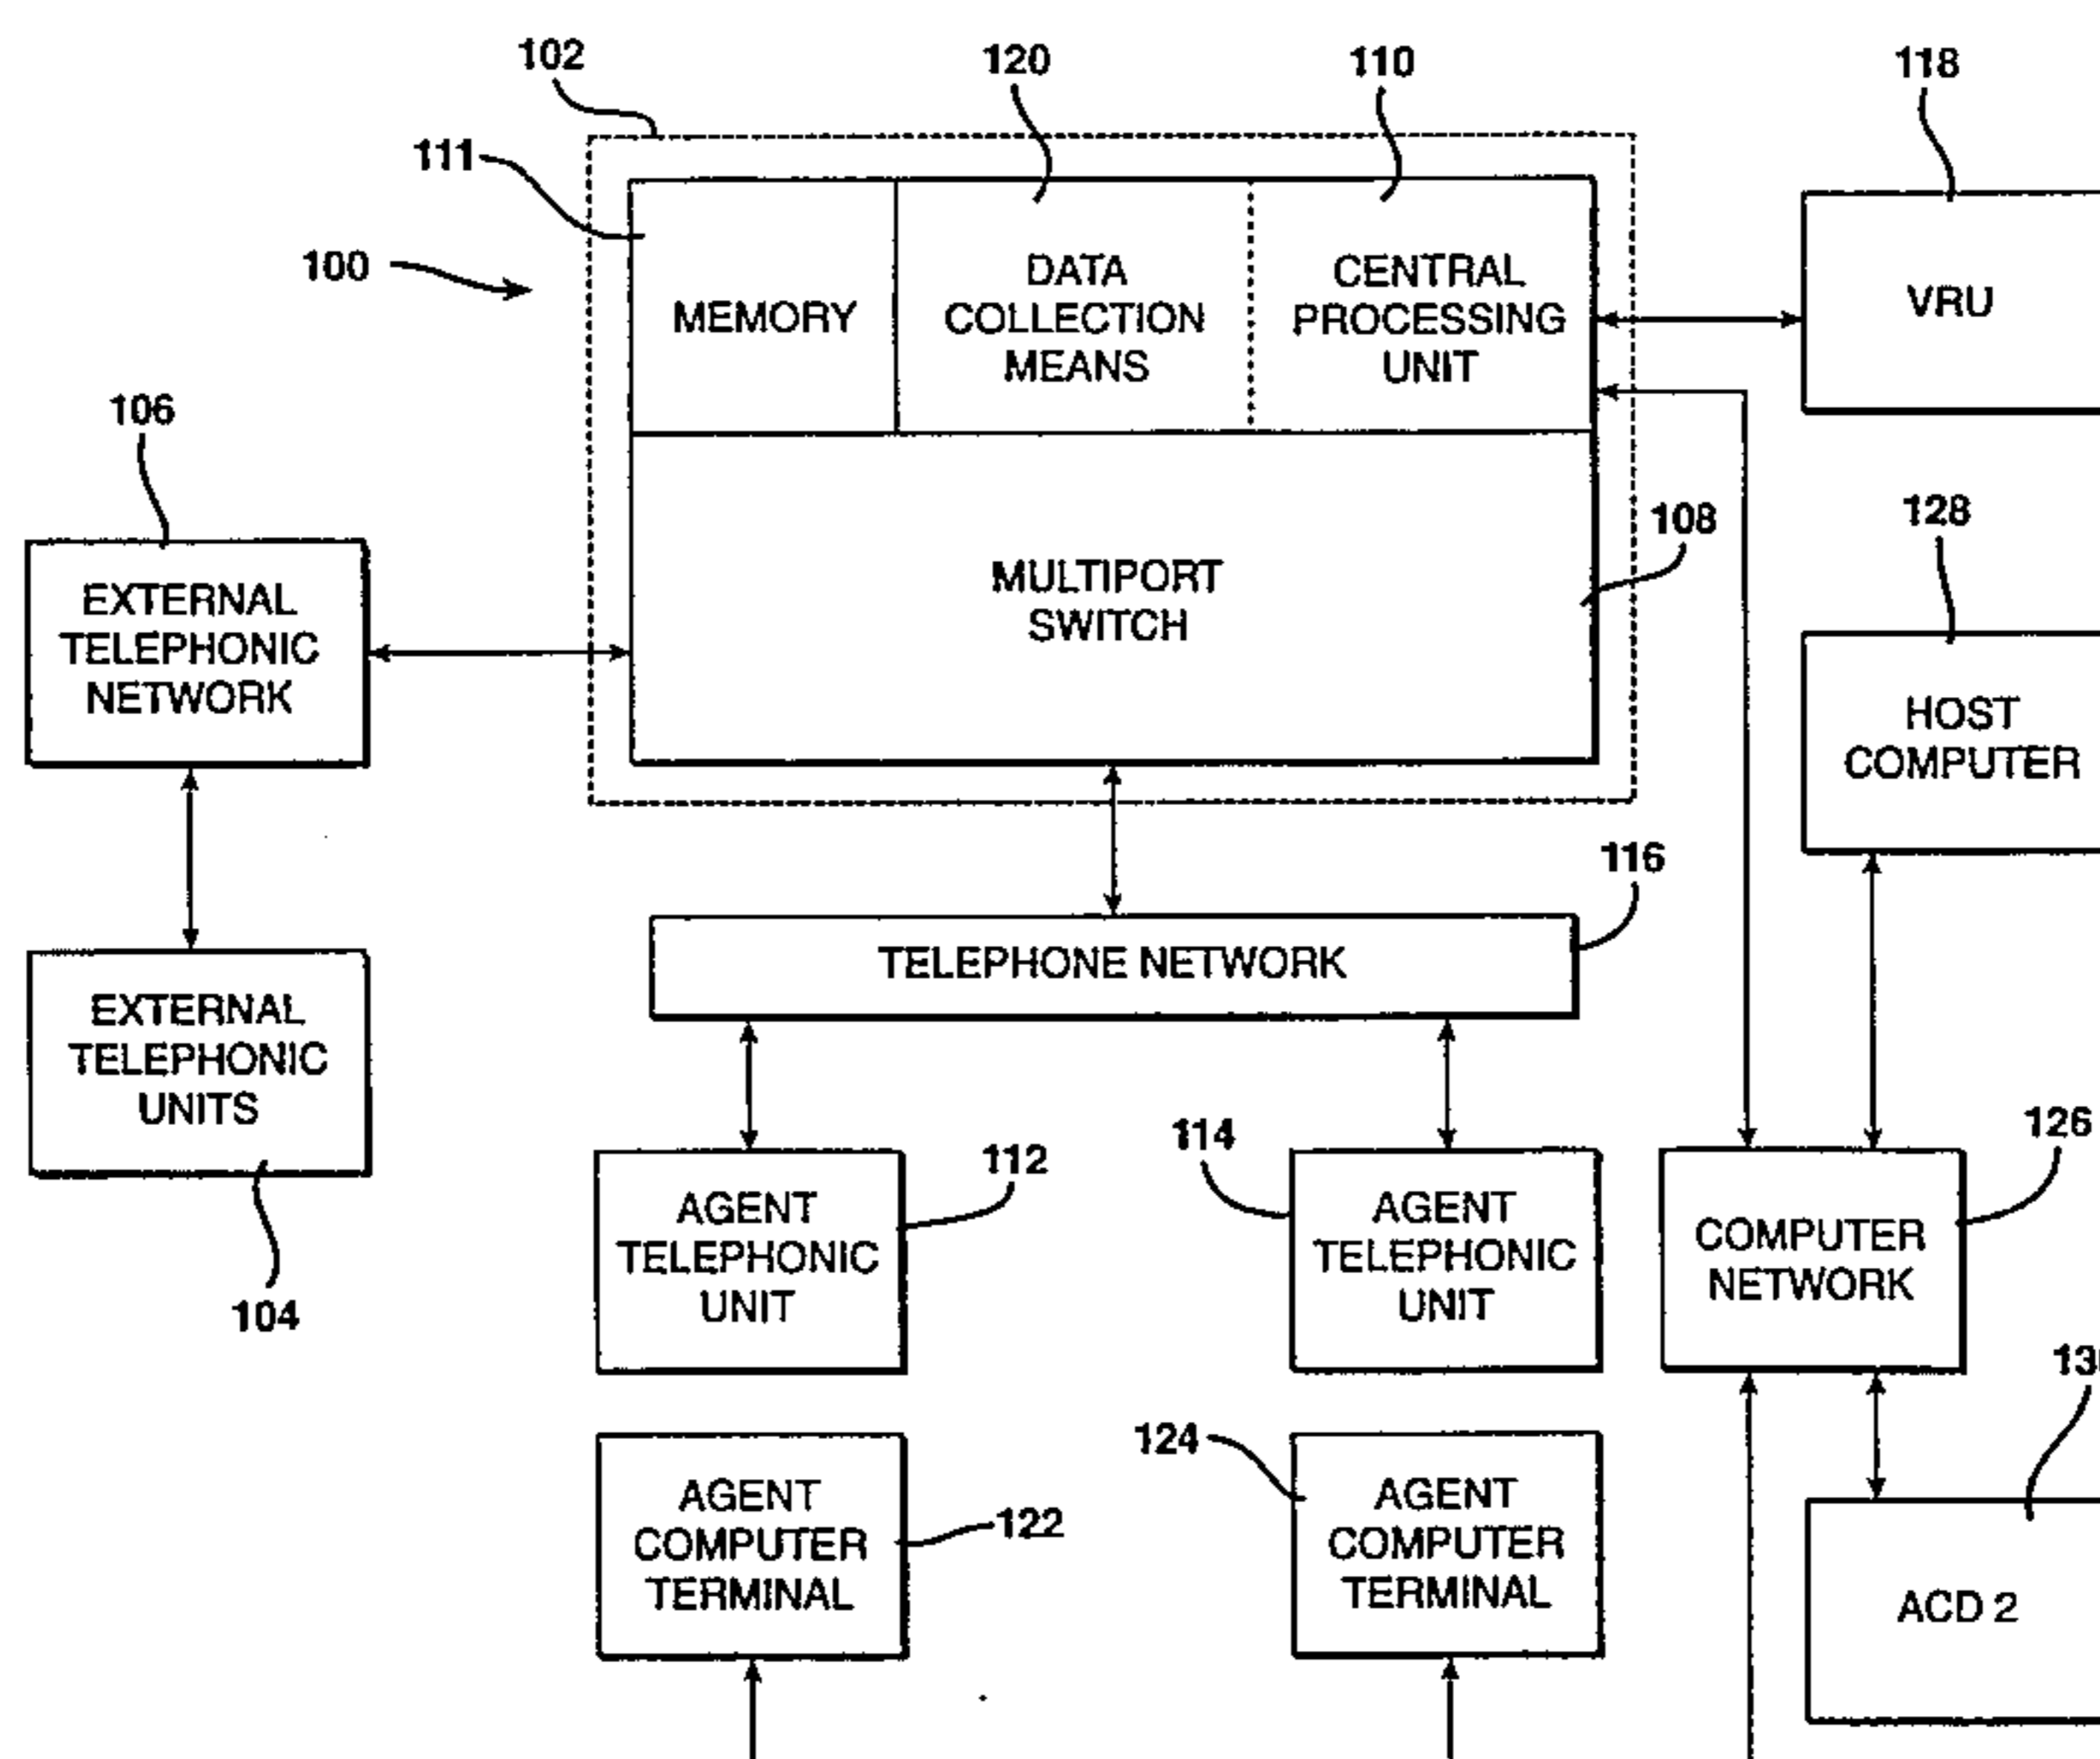 102
120
110
118
111
100
MEMORY
DATA
COLLECTION
MEANS
CENTRAL
PROCESSING
UNIT
VRU
106
108
128
MULTIPORT
SWITCH
EXTERNAL
TELEPHONIC
NETWORK
HOST
COMPUTER
116
TELEPHONE NETWORK
EXTERNAL
TELEPHONIC
UNITS
104
112
114
126
AGENT
TELEPHONIC
UNIT
AGENT
TELEPHONIC
UNIT
COMPUTER
NETWORK
124
122
AGENT
COMPUTER
TERMINAL
AGENT
COMPUTER
TERMINAL
ACD 2